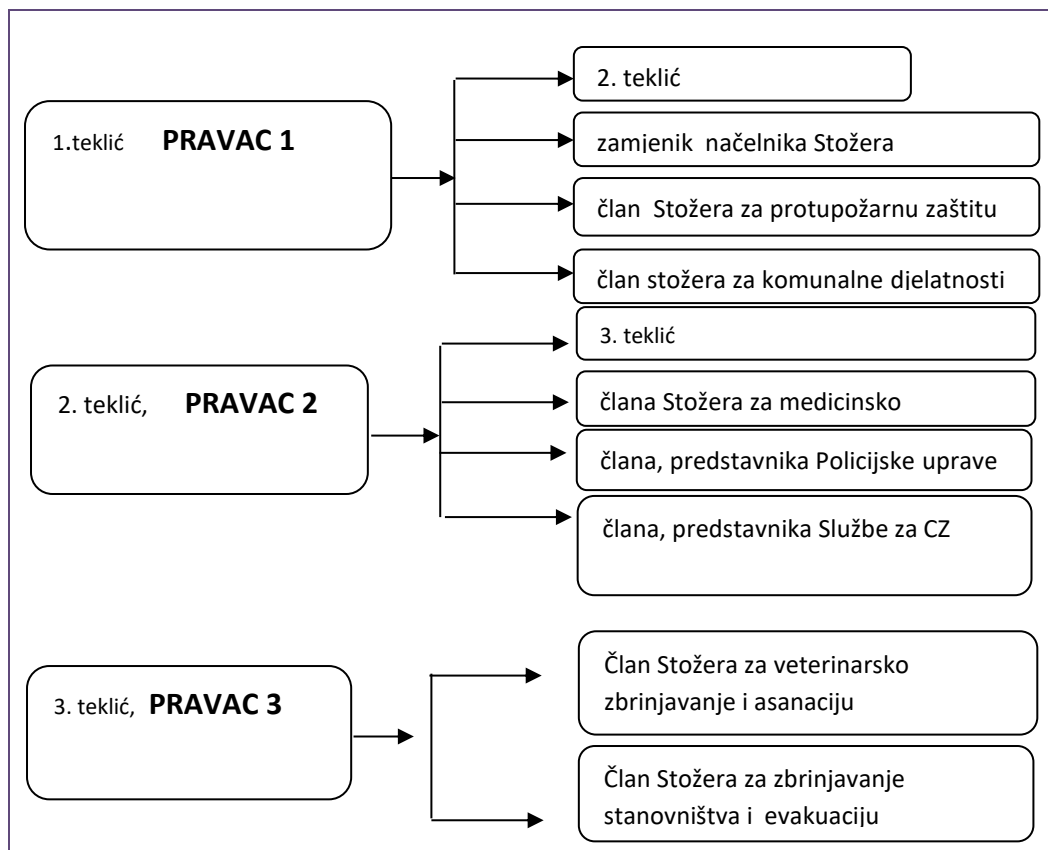 1.teklić PRAVAC 1
2. teklić
zamjenik načelnika Stožera
član Stožera za protupožarnu zaštitu
član stožera za komunalne djelatnosti
2. teklić, PRAVAC 2
3. teklić
člana Stožera za medicinsko
člana, predstavnika Policijske uprave
člana, predstavnika Službe za CZ
3. teklić, PRAVAC 3
Član Stožera za veterinarsko
zbrinjavanje i asanaciju
Član Stožera za zbrinjavanje
stanovništva i evakuaciju